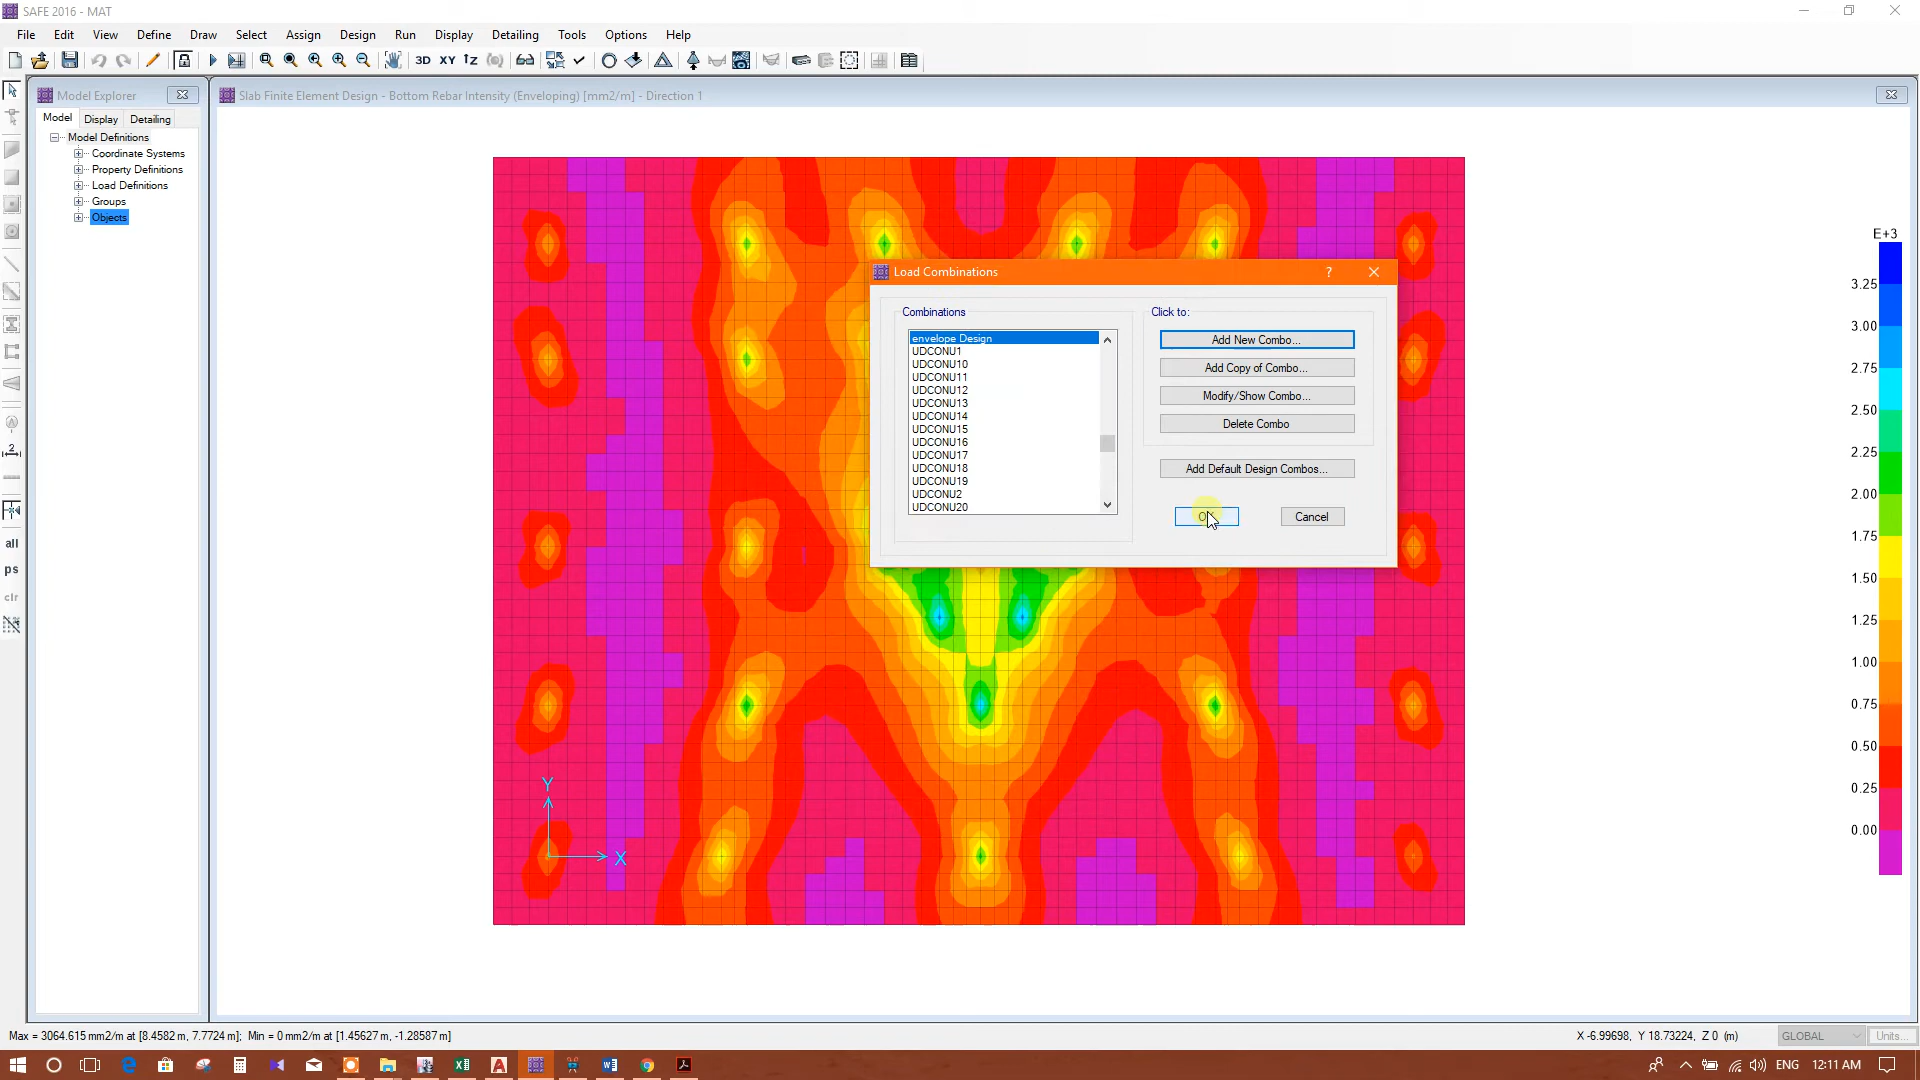 SAFE 2016 - MAT
File Edit View Define Draw Select Assign Design Run Display Detailing Tools Options Help
3D XY
Model Explorer
Slab Finite Element Design - Bottom Rebar Intensity (Enveloping) [mm2/m] - Direction 1
Model Display Detailing
Model Definitions
Coordinate Systems
Property Definitions
Load Definitions
Groups
Objects
all
ps
clr
Load Combinations
?
Combinations
envelope Design
UDCONU1
UDCONU10
UDCONU11
UDCONU12
UDCONU13
UDCONU14
UDCONU15
UDCONU16
UDCONU17
UDCONU18
UDCONU19
UDCONU2
UDCONU20
Click to:
Add New Combo...
Add Copy of Combo...
Modify/Show Combo...
Delete Combo
Add Default Design Combos...
Cancel
E+3
3.25
3.00
2.75
2.50
2.25
2.00
1.75
1.50
1.25
1.00
0.75
0.50
0.25
0.00
Y
X
Max = 3064.615 mm2/m at [8.4582 m, 7.7724 m]; Min = 0 mm2/m at [1.45627 m, -1.28587 m]
X -6.99698, Y 18.73224, Z 0 (m)
GLOBAL
Units...
ENG
12:11 AM